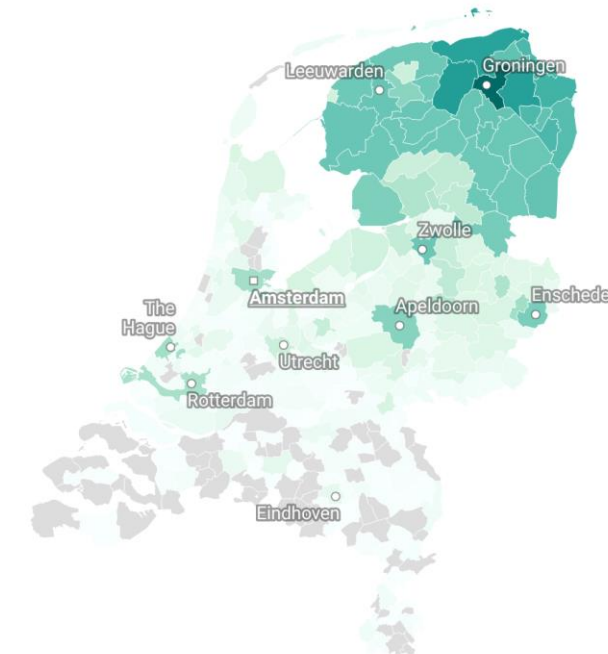 Leeuwarden
Groningen
Zwolle
Amsterdam
Apeldoorn
Enschede
The
Hague
Utrecht
Rotterdam
Eindhoven